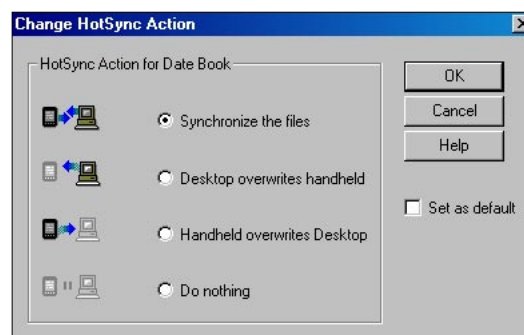 Change HotSync Action
HotSync Action for Date Book
Synchronize the files
Desktop overwrites handheld
Handheld overwrites Desktop
Do nothing
OK
Cancel
Help
Set as default